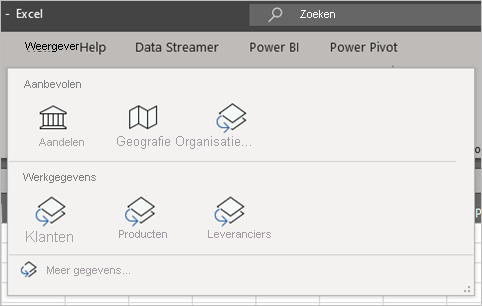 - Excel
Zoeken
Weergever Help Data Streamer Power BI Power Pivot
Aanbevolen
Aandelen Geografie Organisatie...
Werkgegevens
Klanten Producten Leveranciers
Meer gegevens...